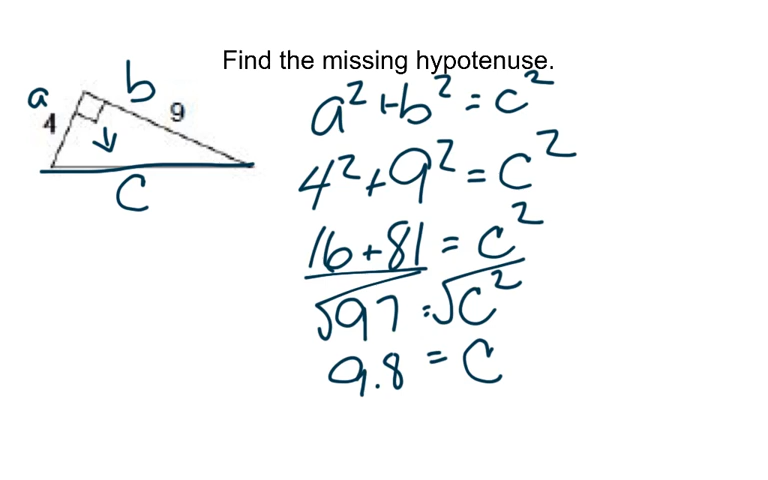 Find the missing hypotenuse.
a
b
4
9
C
a² + b² = c²
4² + 9² = c²
16 + 81 = c²
√97 = √c²
9.8 = C